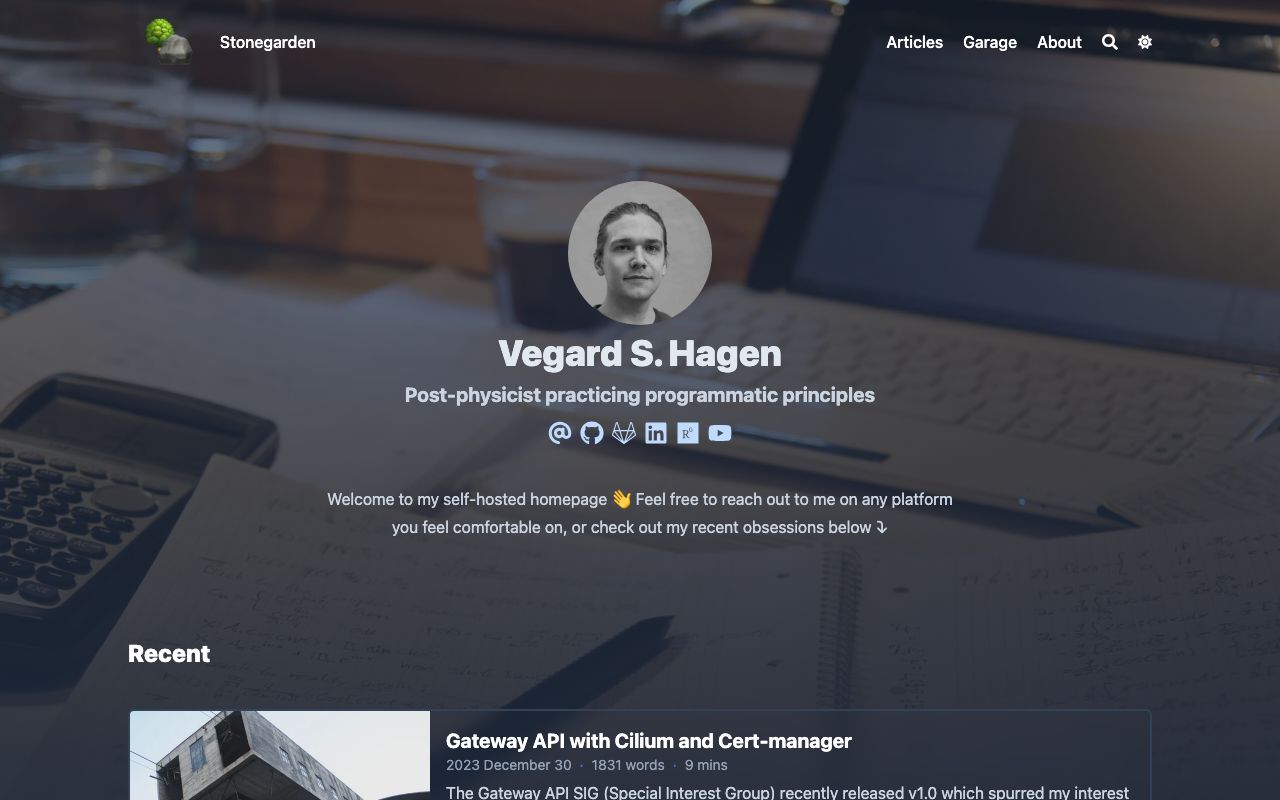 Stonegarden
Articles
Garage
About
Vegard S. Hagen
Post-physicist practicing programmatic principles
Welcome to my self-hosted homepage 👋 Feel free to reach out to me on any platform
you feel comfortable on, or check out my recent obsessions below ⤵
Recent
Gateway API with Cilium and Cert-manager
2023 December 30 · 1831 words · 9 mins
The Gateway API SIG (Special Interest Group) recently released v1.0 which spurred my interest